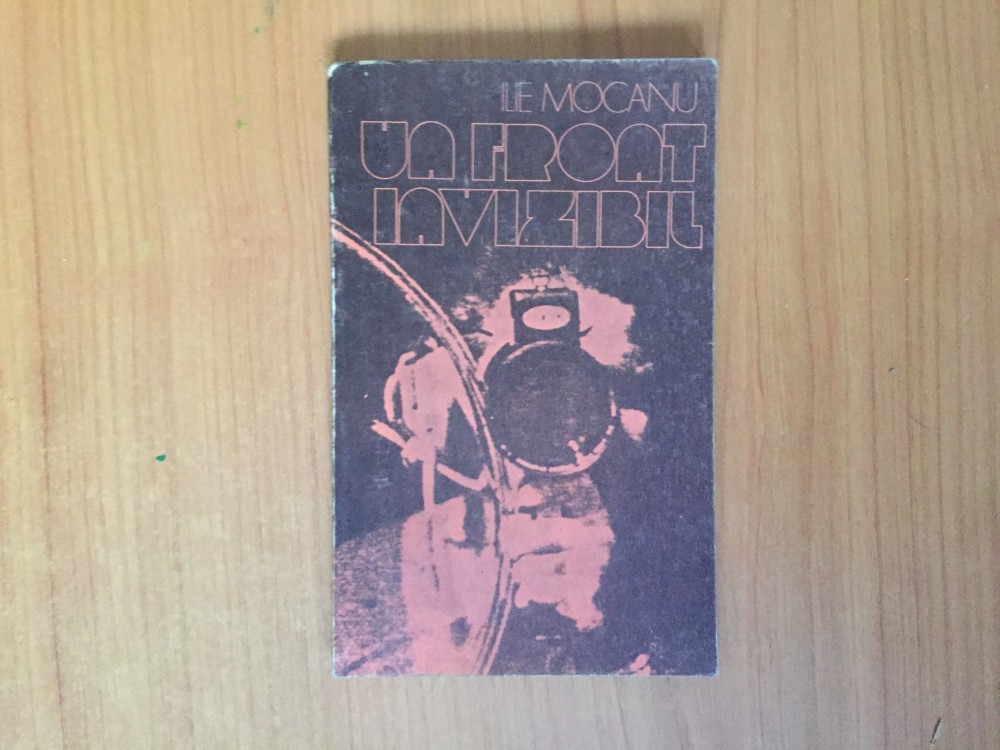 ILIE MOCANU
UN FRONT
INVIZIBIL